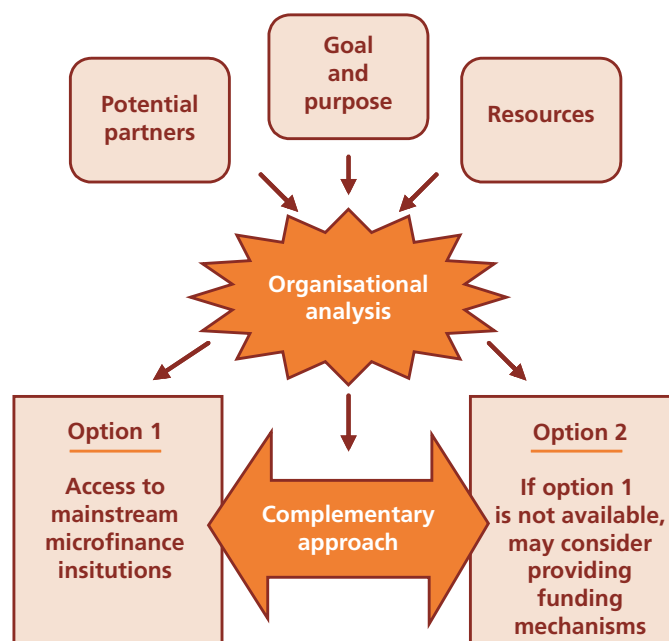 Potential
partners
Goal
and
purpose
Resources
Organisational
analysis
Option 1
Access to
mainstream
microfinance
insitutions
Complementary
approach
Option 2
If option 1
is not available,
may consider
providing
funding
mechanisms